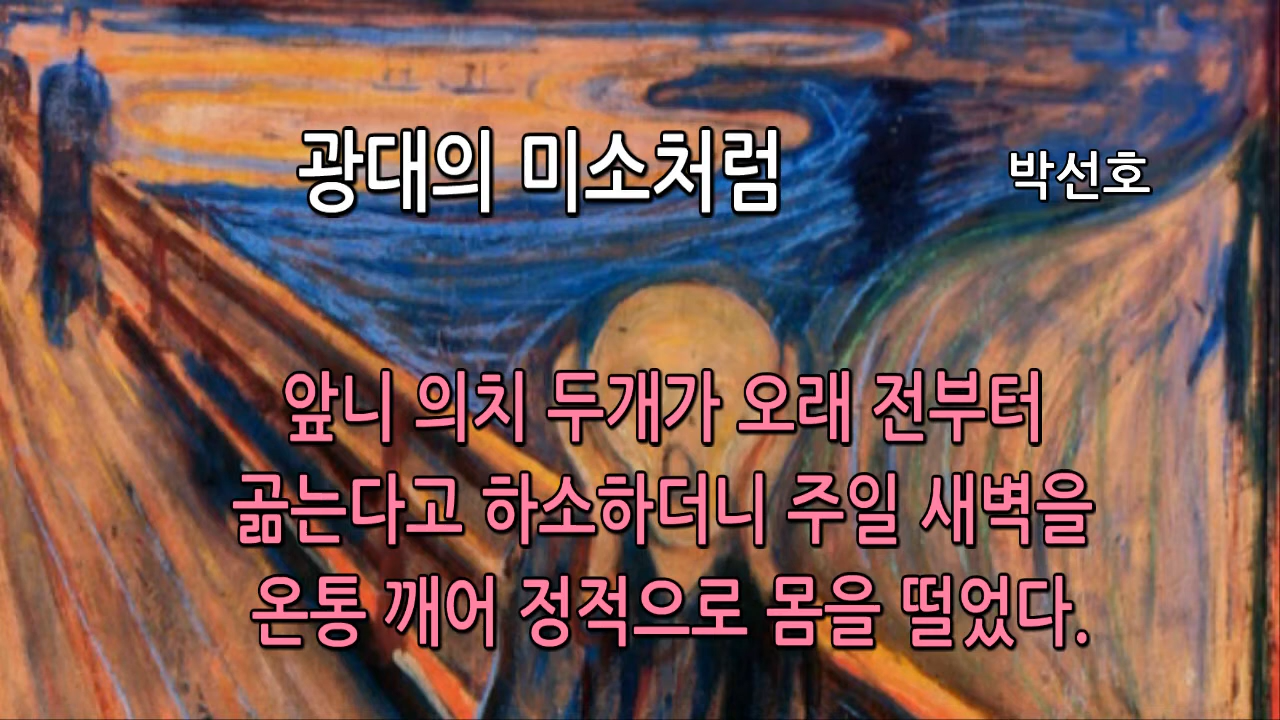 광대의 미소처럼 박선호
앞니 의치 두개가 오래 전부터
곪는다고 하소하더니 주일 새벽을
온통 깨어 정적으로 몸을 떨었다.